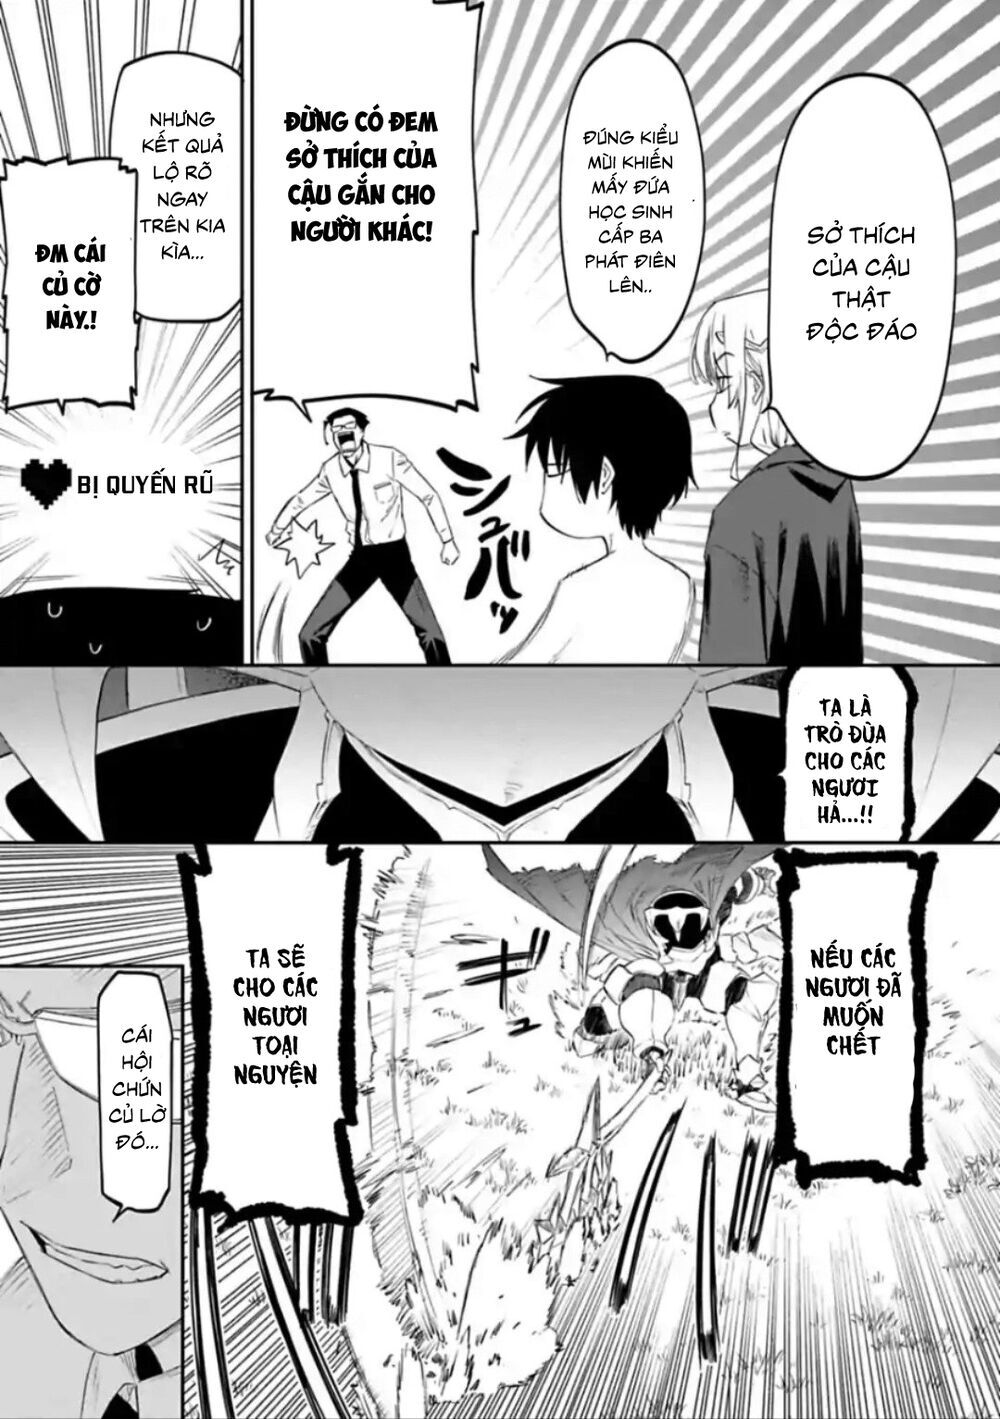 SỞ THÍCH
CỦA CẬU
THẬT
ĐỘC ĐÁO
ĐÚNG KIỂU
MÙI KHIẾN
MẤY ĐỨA
HỌC SINH
CẤP BA
PHÁT ĐIÊN
LÊN..
ĐỪNG CÓ ĐEM
SỞ THÍCH CỦA
CẬU GẮN CHO
NGƯỜI KHÁC!
シュバッ
NHƯNG
KẾT QUẢ
LỘ RÕ
NGAY
TRÊN KIA
KÌA...
ĐM CÁI
CỦ CỜ
NÀY.!
BỊ QUYẾN RŨ
TA LÀ
TRÒ ĐÙA
CHO CÁC
NGƯƠI
HẢ...!!
NẾU CÁC
NGƯƠI ĐÃ
MUỐN
CHẾT
TA SẼ
CHO CÁC
NGƯƠI
TOẠI
NGUYỆN
CÁI
HỘI
CHỨN
CỦ LỜ
ĐÓ...